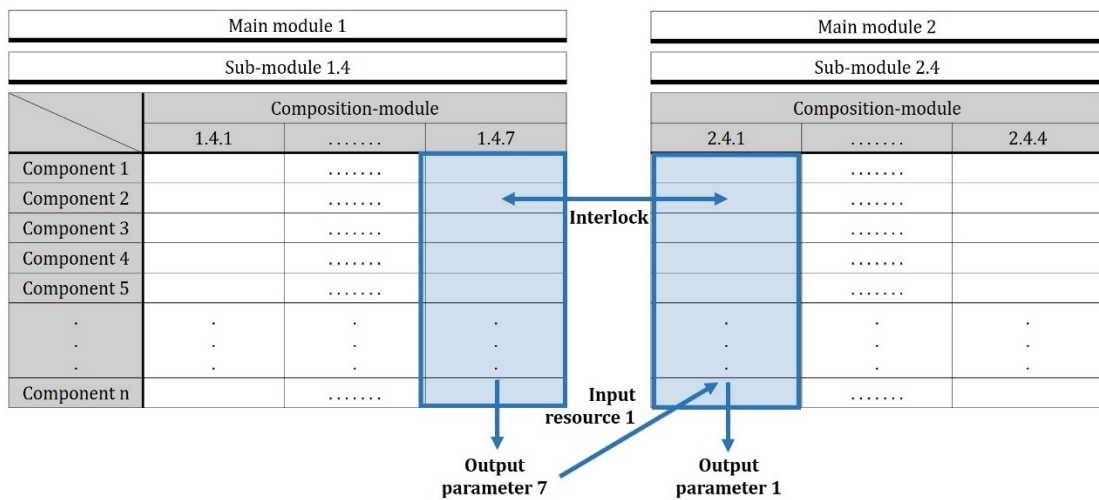 Main module 1
Main module 2
Sub-module 1.4
Sub-module 2.4
Composition-module
Composition-module
1.4.1 ....... 1.4.7
2.4.1 ....... 2.4.4
Component 1 ....... .......
Component 2 ....... .......
Interlock
Component 3 ....... .......
Component 4 ....... .......
Component 5 ....... .......
. . . . . . .
. . . . . . .
. . . . . . .
Component n ....... .......
Input
resource 1
Output
parameter 7
Output
parameter 1